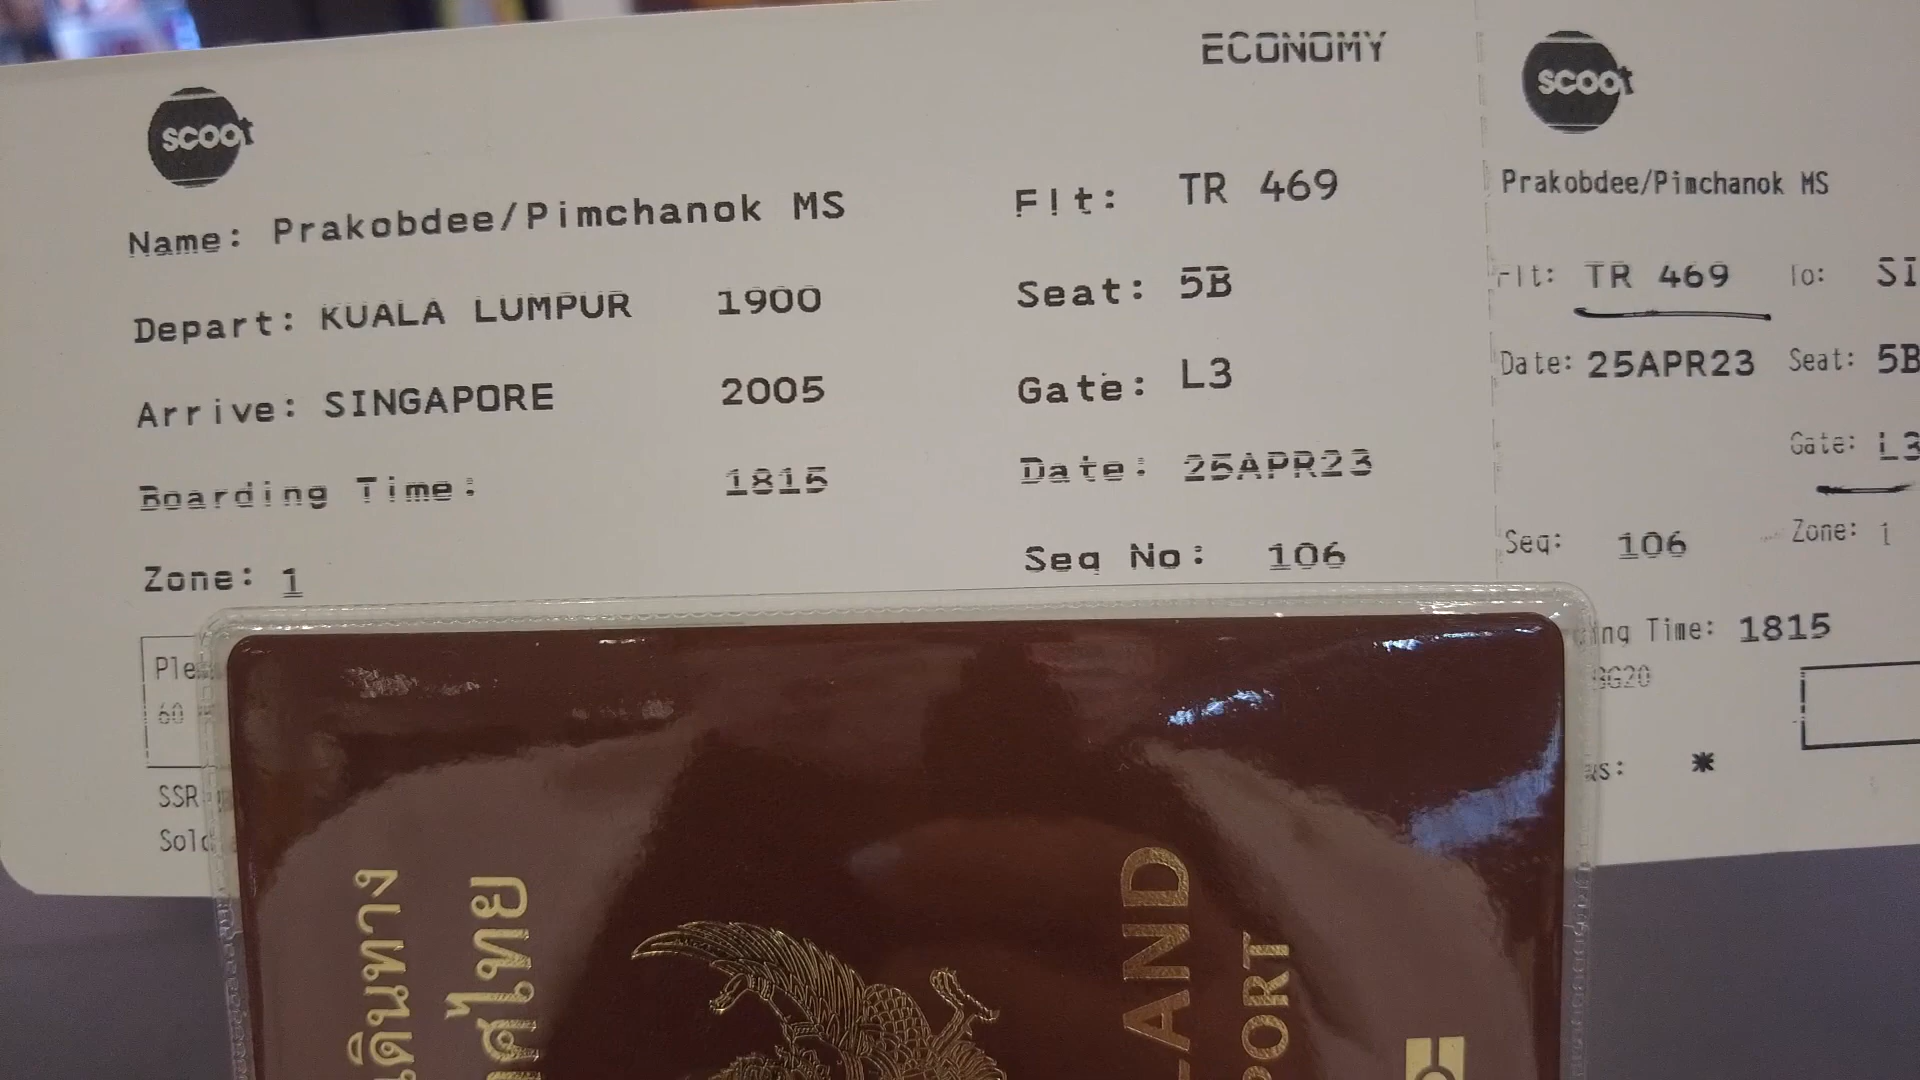 ECONOMY
scoot
Name: Prakobdee/Pimchanok MS
Flt: TR 469
Depart: KUALA LUMPUR 1900
Seat: 5B
Arrive: SINGAPORE 2005
Gate: L3
Boarding Time: 1815
Date: 25APR23
Zone: 1
Seq No: 106
60
SSR
scoot
Prakobdee/Pimchanok MS
Flt: TR 469 To:
Date: 25APR23 Seat: 5B
Gate: L3
Seq: 106 Zone: 1
Time: 1815
*